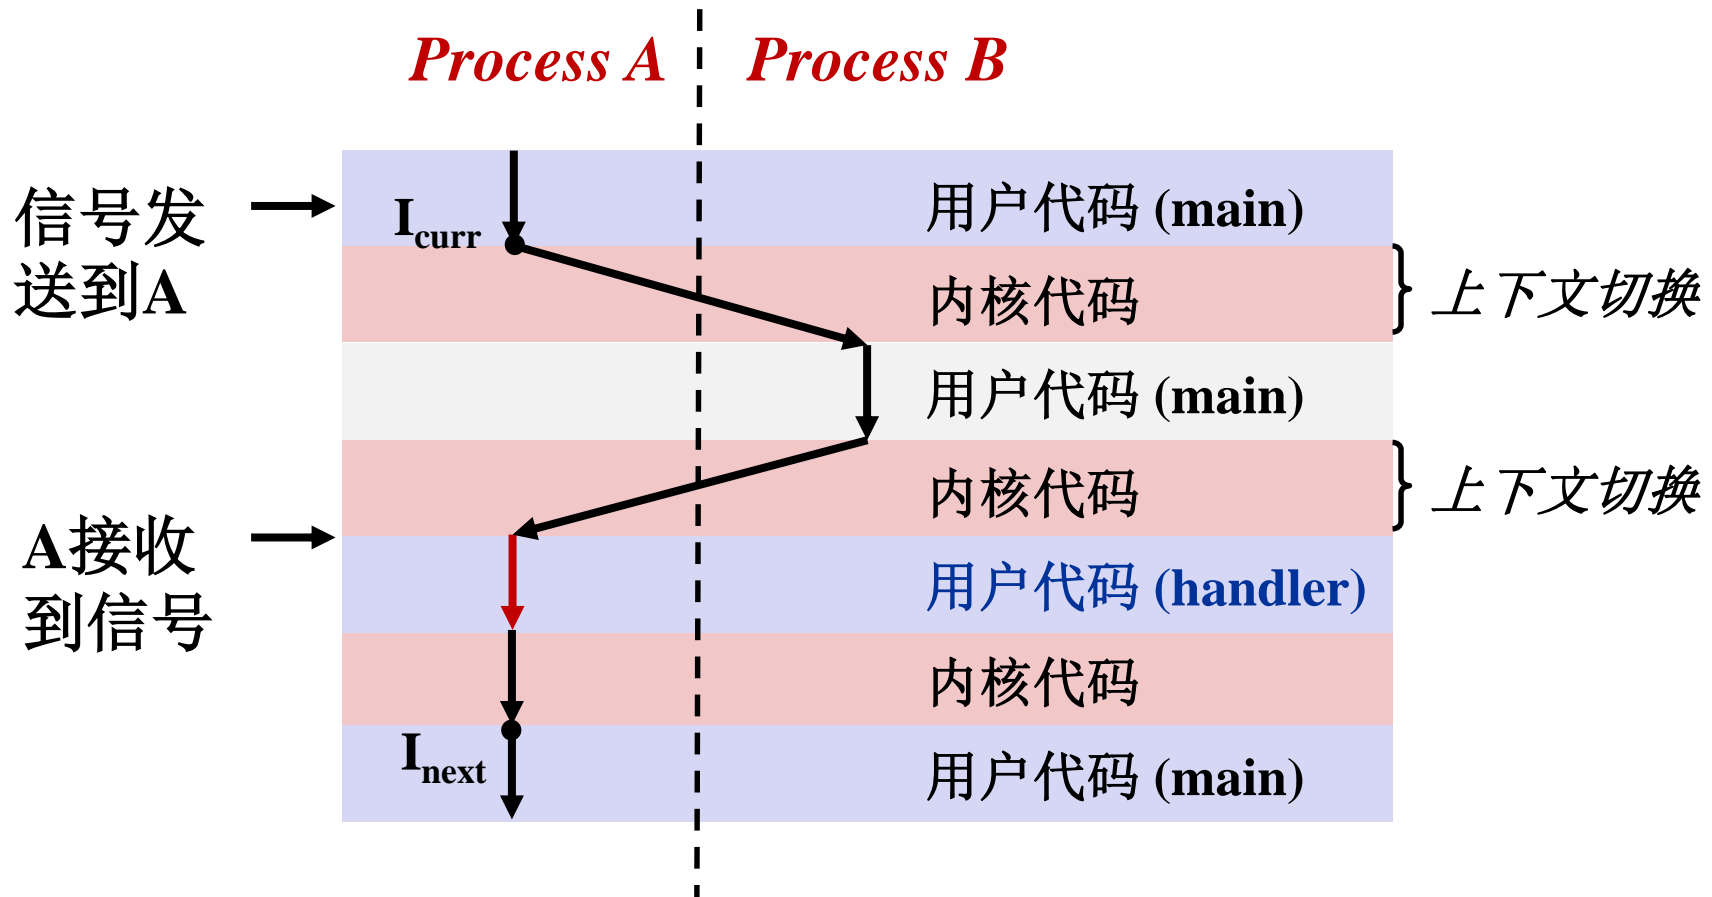 Process A
Process B
信号发
送到A
I_curr
用户代码 (main)
内核代码
上下文切换
用户代码 (main)
内核代码
上下文切换
A接收
到信号
用户代码 (handler)
内核代码
I_next
用户代码 (main)